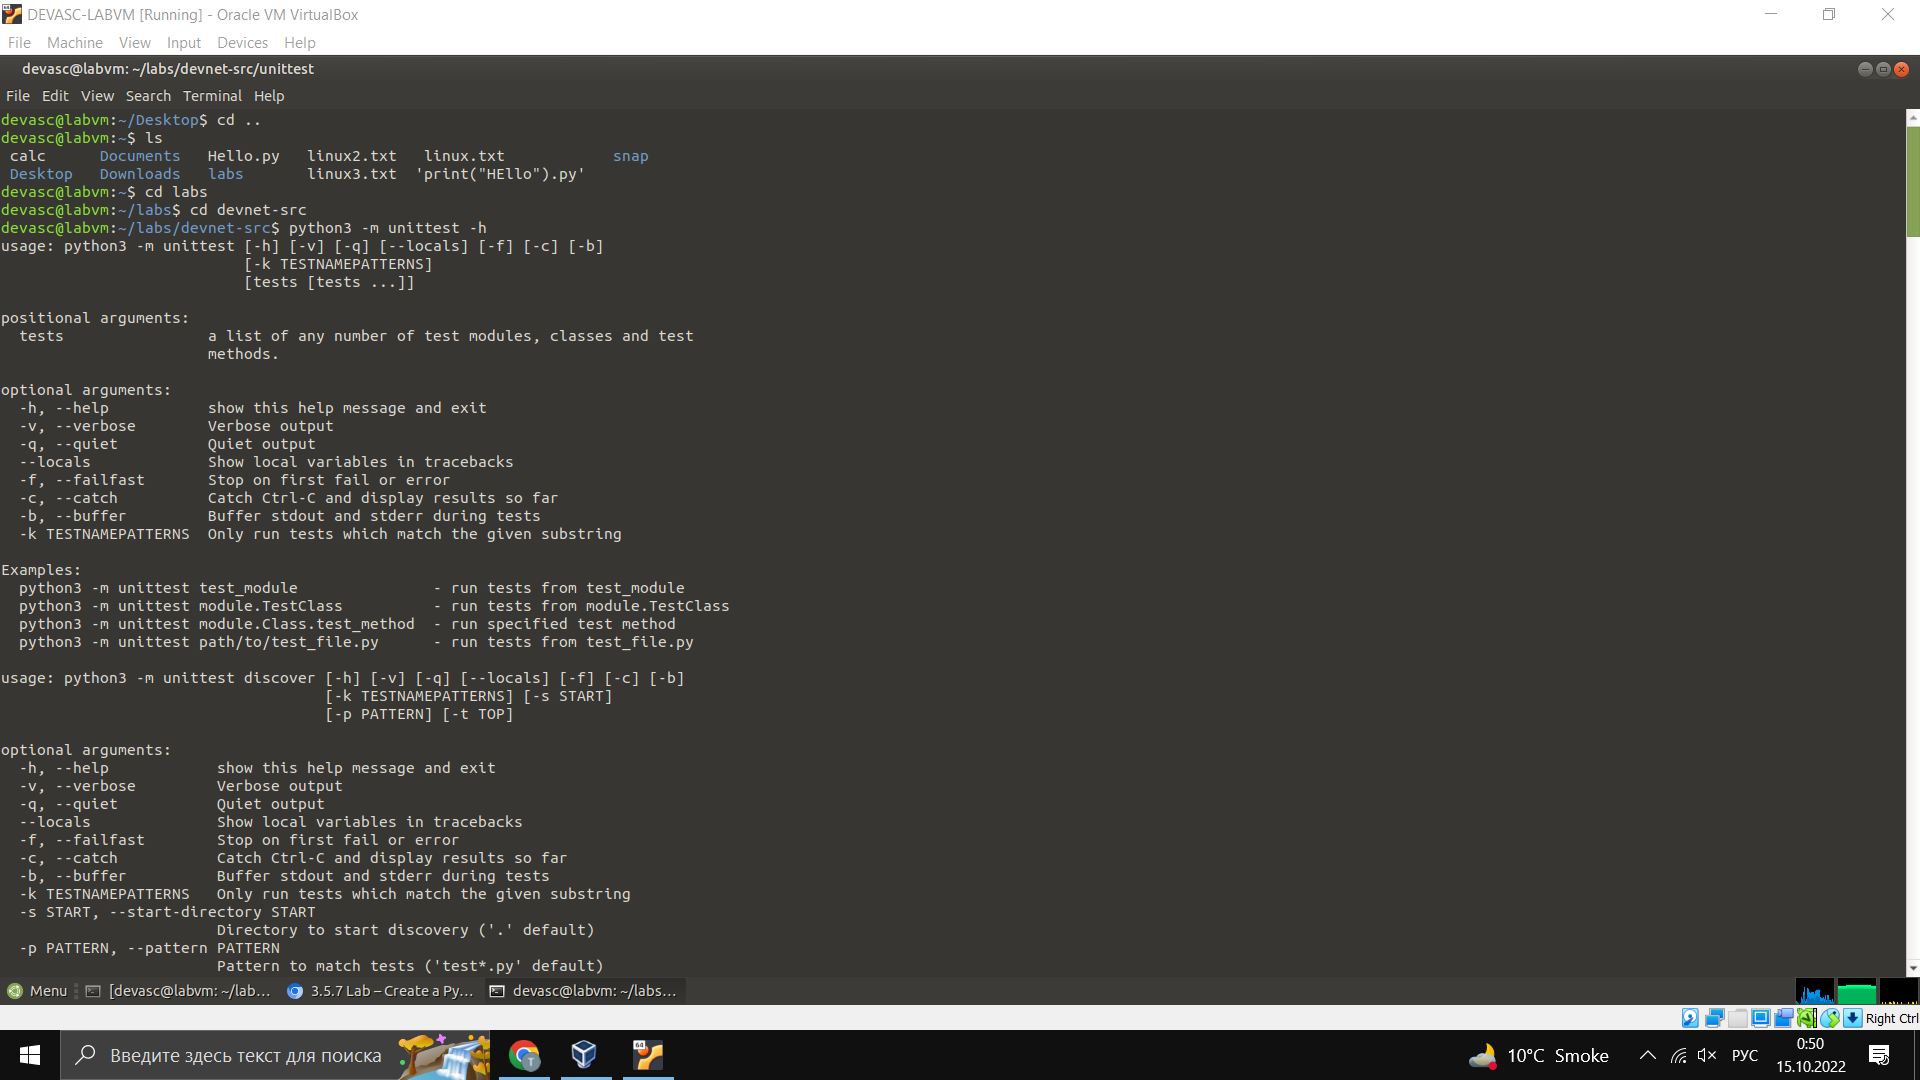 DEVASC-LABVM [Running] - Oracle VM VirtualBox
File Machine View Input Devices Help
devasc@labvm: ~/labs/devnet-src/unittest
File Edit View Search Terminal Help
devasc@labvm:~/Desktop$ cd ..
devasc@labvm:~$ ls
calc Documents Hello.py linux2.txt linux.txt snap
Desktop Downloads labs linux3.txt 'print("HEllo").py'
devasc@labvm:~$ cd labs
devasc@labvm:~/labs$ cd devnet-src
devasc@labvm:~/labs/devnet-src$ python3 -m unittest -h
usage: python3 -m unittest [-h] [-v] [-q] [--locals] [-f] [-c] [-b]
[-k TESTNAMEPATTERNS]
[tests [tests ...]]
positional arguments:
tests a list of any number of test modules, classes and test
methods.
optional arguments:
-h, --help show this help message and exit
-v, --verbose Verbose output
-q, --quiet Quiet output
--locals Show local variables in tracebacks
-f, --failfast Stop on first fail or error
-c, --catch Catch Ctrl-C and display results so far
-b, --buffer Buffer stdout and stderr during tests
-k TESTNAMEPATTERNS Only run tests which match the given substring
Examples:
python3 -m unittest test_module - run tests from test_module
python3 -m unittest module.TestClass - run tests from module.TestClass
python3 -m unittest module.Class.test_method - run specified test method
python3 -m unittest path/to/test_file.py - run tests from test_file.py
usage: python3 -m unittest discover [-h] [-v] [-q] [--locals] [-f] [-c] [-b]
[-k TESTNAMEPATTERNS] [-s START]
[-p PATTERN] [-t TOP]
optional arguments:
-h, --help show this help message and exit
-v, --verbose Verbose output
-q, --quiet Quiet output
--locals Show local variables in tracebacks
-f, --failfast Stop on first fail or error
-c, --catch Catch Ctrl-C and display results so far
-b, --buffer Buffer stdout and stderr during tests
-k TESTNAMEPATTERNS Only run tests which match the given substring
-s START, --start-directory START
Directory to start discovery ('.' default)
-p PATTERN, --pattern PATTERN
Pattern to match tests ('test*.py' default)
Menu [devasc@labvm: ~/lab... 3.5.7 Lab – Create a Py... devasc@labvm: ~/labs...
Right Ctrl
Введите здесь текст для поиска
64
T
10°C Smoke
РУС
0:50
15.10.2022